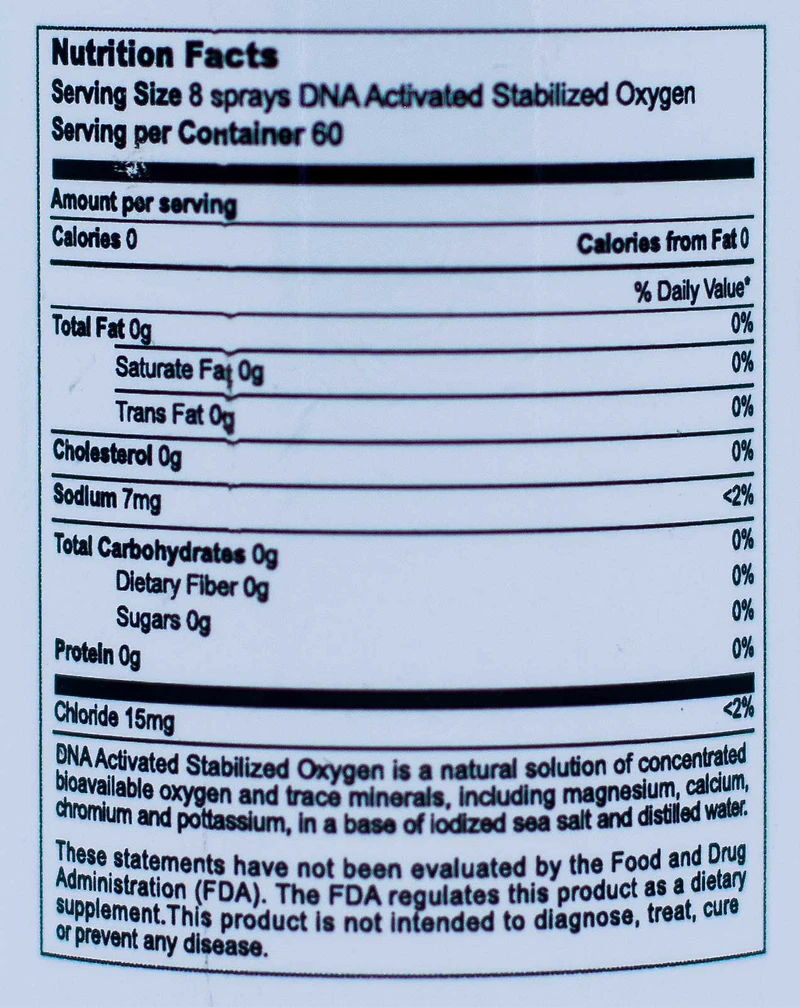 Nutrition Facts
Serving Size 8 sprays DNA Activated Stabilized Oxygen
Serving per Container 60
Amount per serving
Calories 0 Calories from Fat 0
% Daily Value*
Total Fat 0g 0%
Saturate Fat 0g 0%
Trans Fat 0g 0%
Cholesterol 0g 0%
Sodium 7mg <2%
Total Carbohydrates 0g 0%
Dietary Fiber 0g 0%
Sugars 0g 0%
Protein 0g 0%
Chloride 15mg <2%
DNA Activated Stabilized Oxygen is a natural solution of concentrated
bioavailable oxygen and trace minerals, including magnesium, calcium,
chromium and pottassium, in a base of iodized sea salt and distilled water.
These statements have not been evaluated by the Food and Drug
Administration (FDA). The FDA regulates this product as a dietary
supplement.This product is not intended to diagnose, treat, cure
or prevent any disease.